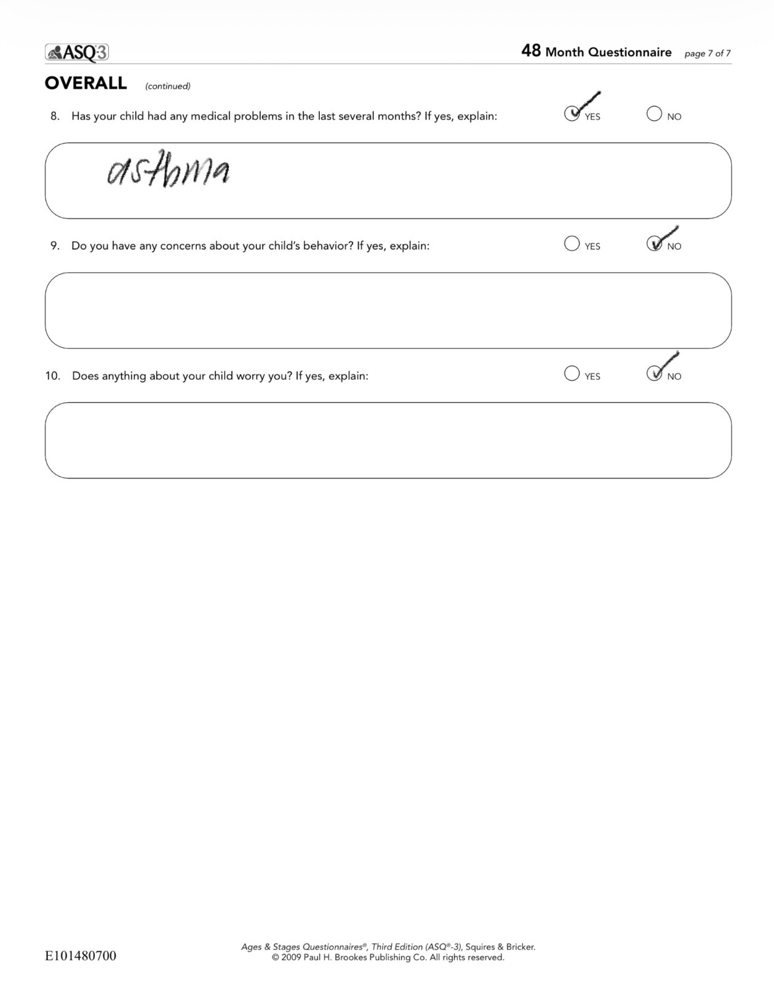 ASQ-3 48 Month Questionnaire page 7 of 7
OVERALL (continued)
8. Has your child had any medical problems in the last several months? If yes, explain: YES NO
asthma
9. Do you have any concerns about your child's behavior? If yes, explain: YES NO
10. Does anything about your child worry you? If yes, explain: YES NO
E101480700
Ages & Stages Questionnaires®, Third Edition (ASQ®-3), Squires & Bricker.
© 2009 Paul H. Brookes Publishing Co. All rights reserved.